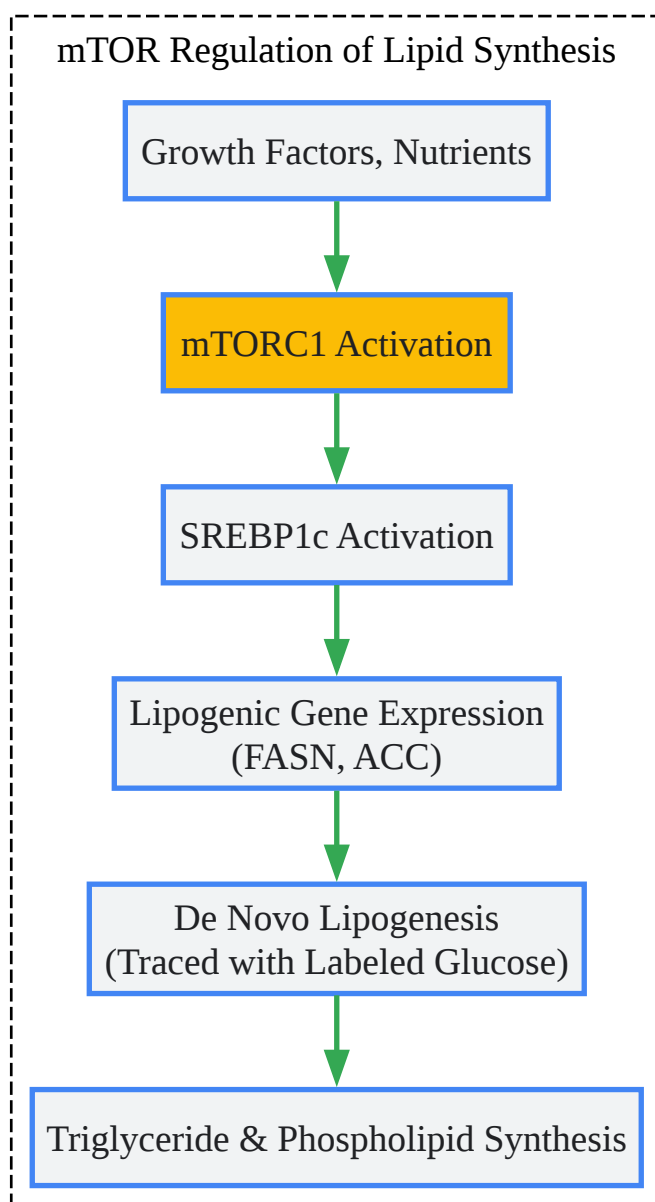 mTOR Regulation of Lipid Synthesis
Growth Factors, Nutrients
mTORC1 Activation
SREBP1c Activation
Lipogenic Gene Expression
(FASN, ACC)
De Novo Lipogenesis
(Traced with Labeled Glucose)
Triglyceride & Phospholipid Synthesis